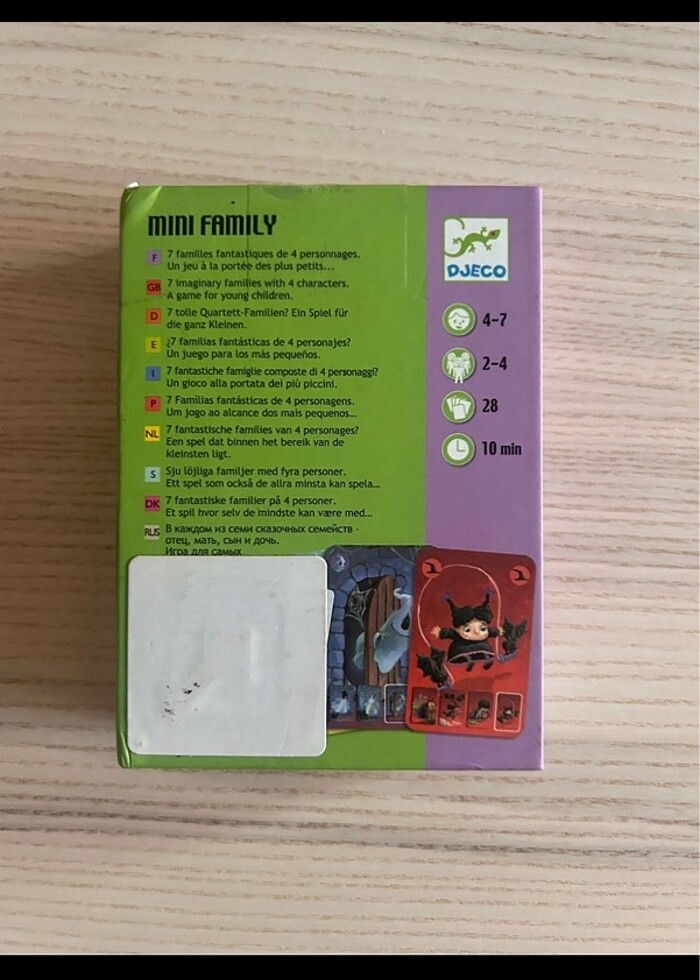 MINI FAMILY
F 7 familles fantastiques de 4 personnages.
Un jeu à la portée des plus petits...
GB 7 imaginary families with 4 characters.
A game for young children.
D 7 tolle Quartett-Familien? Ein Spiel für
die ganz Kleinen.
E ¿7 familias fantásticas de 4 personajes?
Un juego para los más pequeños.
I 7 fantastiche famiglie composte di 4 personaggi?
Un gioco alla portata dei più piccini.
P 7 Famílias fantásticas de 4 personagens.
Um jogo ao alcance dos mais pequenos...
NL 7 fantastische families van 4 personages?
Een spel dat binnen het bereik van de
kleinsten ligt.
S Sju löjliga familjer med fyra personer.
Ett spel som också de allra minsta kan spela...
DK 7 fantastiske familier på 4 personer.
Et spil hvor selv de mindste kan være med...
RUS В каждом из семи сказочных семейств -
отец, мать, сын и дочь.
Игра для самых
DJECO
4-7
2-4
28
10 min